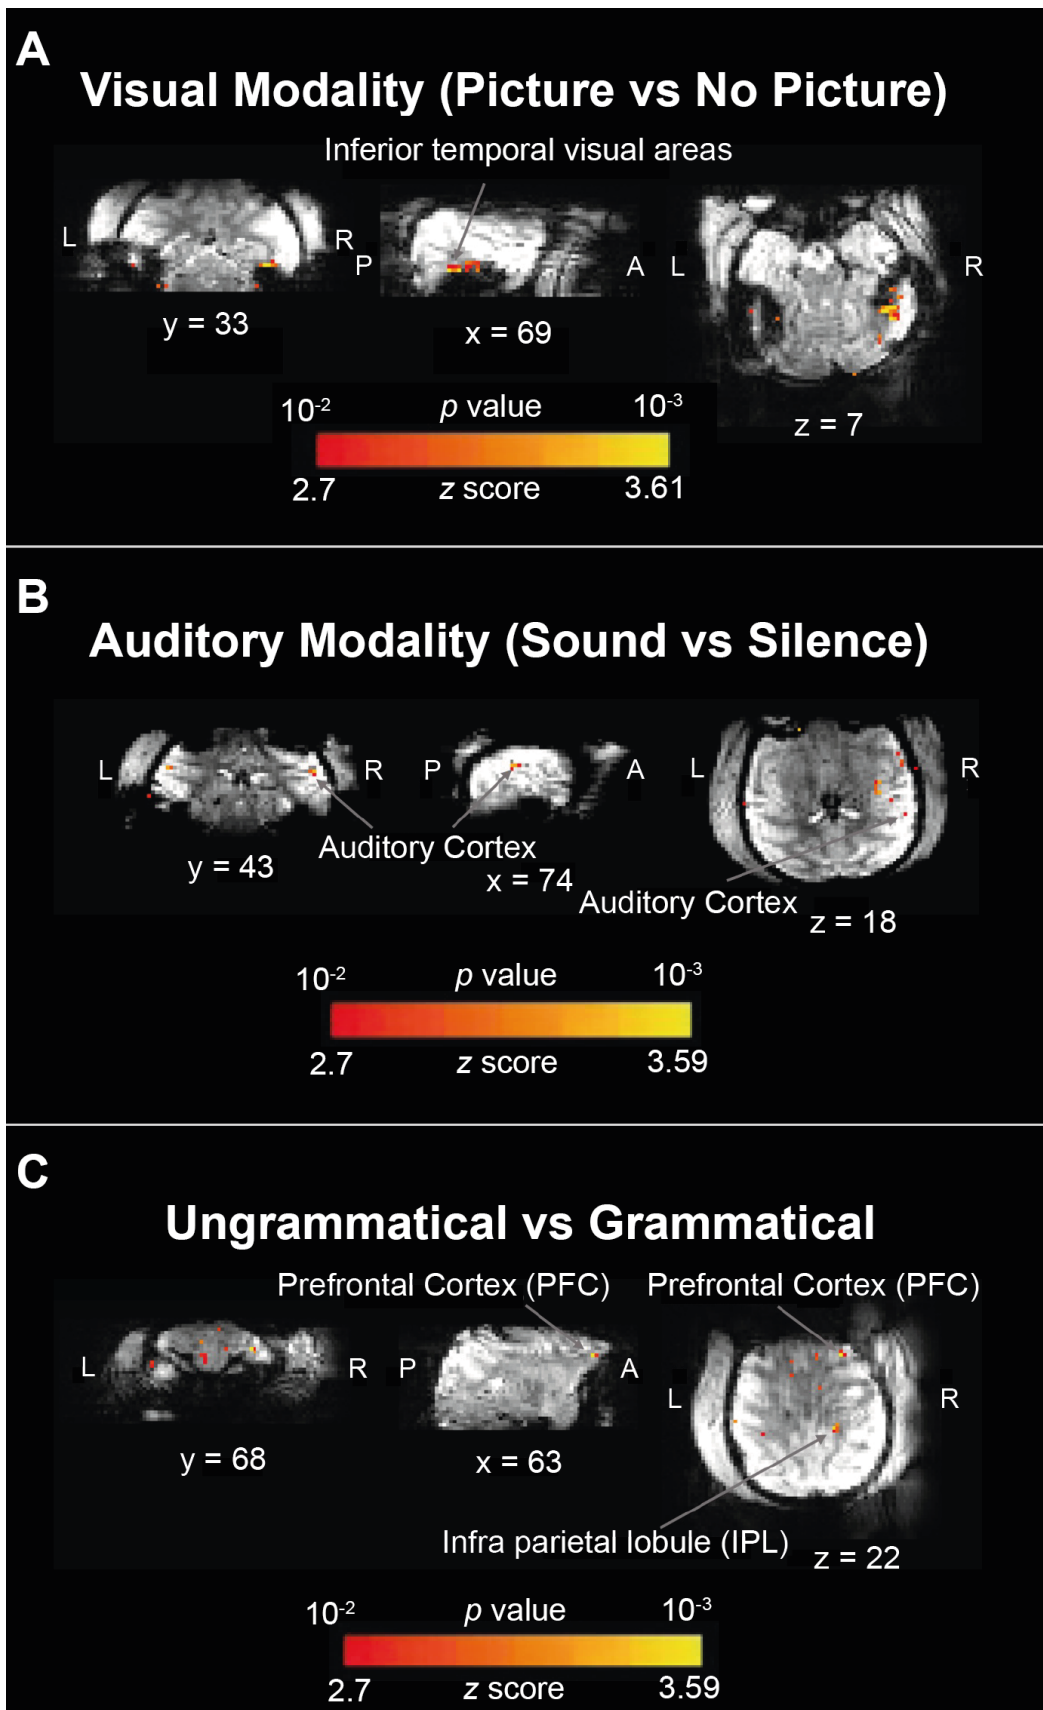 A
Visual Modality (Picture vs No Picture)
Inferior temporal visual areas
L R P A L R
y = 33 x = 69 z = 7
10-2 p value 10-3
2.7 z score 3.61
B
Auditory Modality (Sound vs Silence)
L R P A L R
Auditory Cortex
y = 43 x = 74
Auditory Cortex z = 18
10-2 p value 10-3
2.7 z score 3.59
C
Ungrammatical vs Grammatical
Prefrontal Cortex (PFC) Prefrontal Cortex (PFC)
L R P A L R
y = 68 x = 63
Infra parietal lobule (IPL) z = 22
10-2 p value 10-3
2.7 z score 3.59